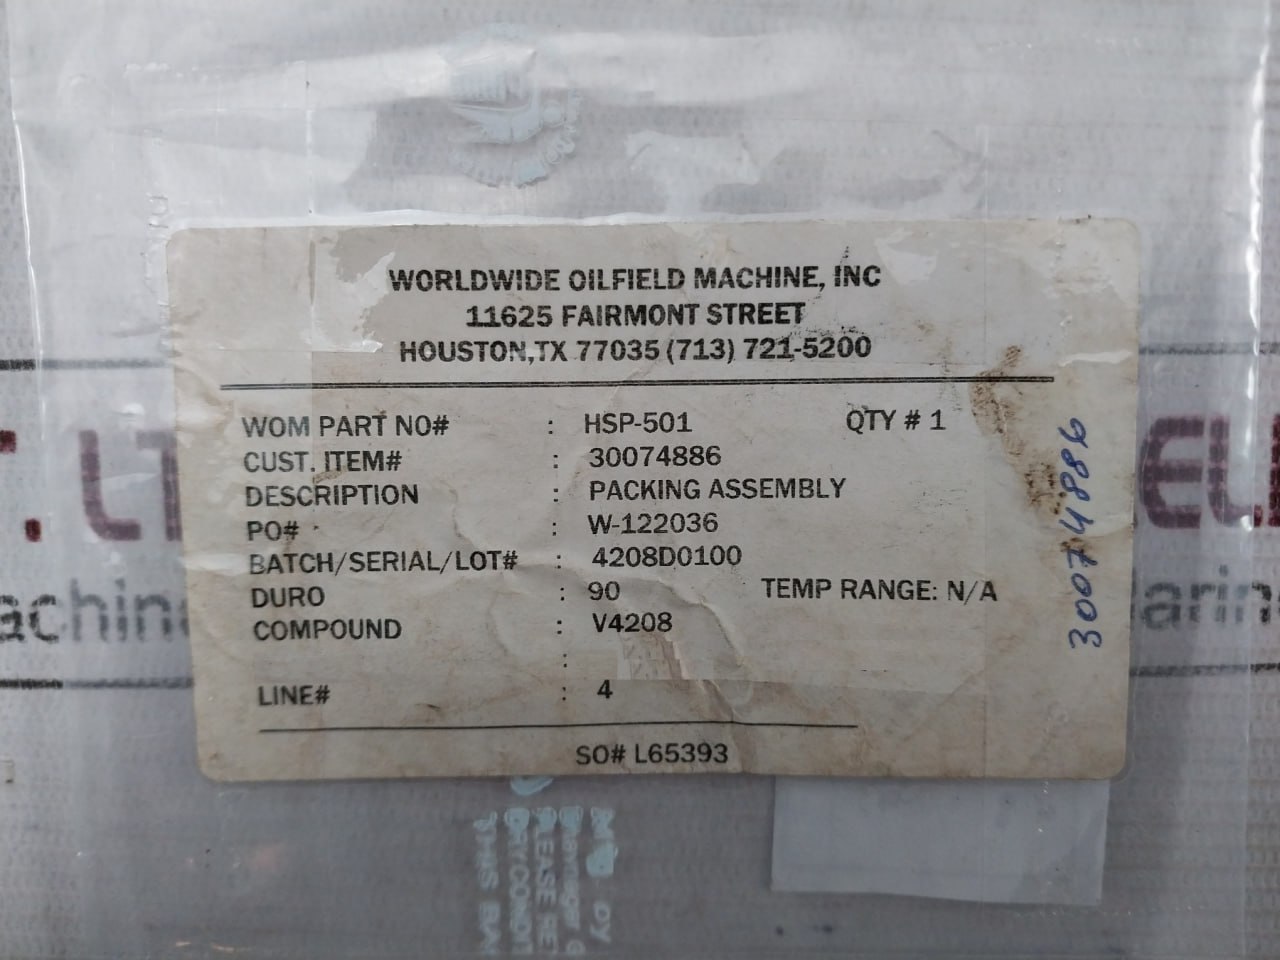 WORLDWIDE OILFIELD MACHINE, INC
11625 FAIRMONT STREET
HOUSTON,TX 77035 (713) 721-5200
WOM PART NO# : HSP-501 QTY # 1
CUST. ITEM# : 30074886
DESCRIPTION : PACKING ASSEMBLY
PO# : W-122036
BATCH/SERIAL/LOT# : 4208D0100
DURO : 90 TEMP RANGE: N/A
COMPOUND : V4208
:
LINE# : 4
SO# L65393
30074886
THIS